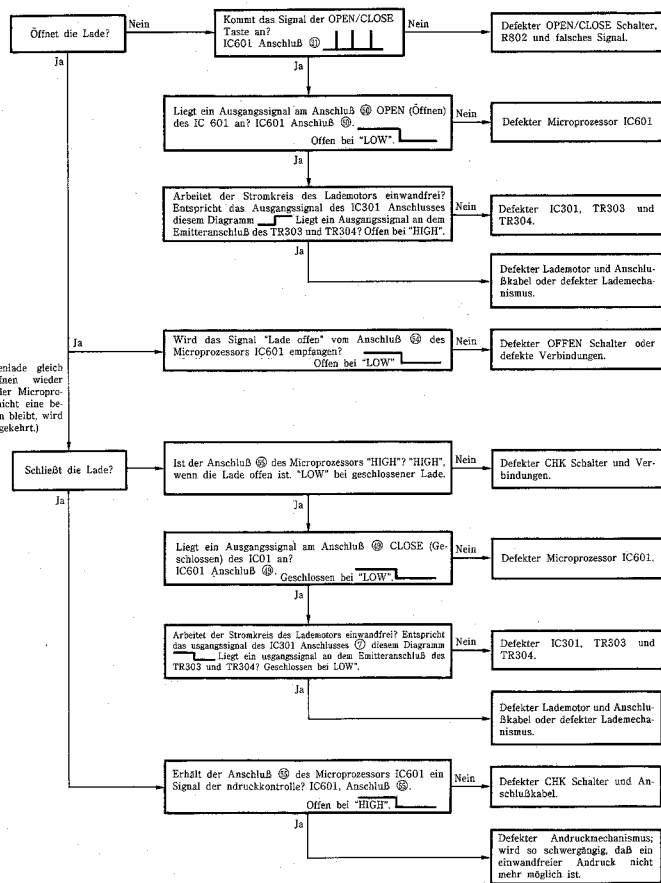 Öffnet die Lade?
Nein
Kommt das Signal der OPEN/CLOSE
Taste an?
IC601 Anschluß ㉛
Nein
Defekter OPEN/CLOSE Schalter,
R802 und falsches Signal.
Ja
Ja
Liegt ein Ausgangssignal am Anschluß ㊿ OPEN (Öffnen)
des IC 601 an? IC601 Anschluß ㊿.
Offen bei "LOW".
Nein
Defekter Microprozessor IC601
Ja
Arbeitet der Stromkreis des Lademotors einwandfrei?
Entspricht das Ausgangssignal des IC301 Anschlusses
diesem Diagramm Liegt ein Ausgangssignal an dem
Emitteranschluß des TR303 und TR304? Offen bei "HIGH".
Nein
Defekter IC301, TR303 und
TR304.
Ja
Defekter Lademotor und Anschlu-
ßkabel oder defekter Lademecha-
nismus.
Ja
Wird das Signal "Lade offen" vom Anschluß 54 des
Microprozessors IC601 empfangen?
Offen bei "LOW"
Nein
Defekter OFFEN Schalter oder
defekte Verbindungen.
enlade gleich
fnen wieder
der Micropro-
nicht eine be-
n bleibt, wird
gekehrt.)
Schließt die Lade?
Ist der Anschluß 55 des Microprozessors "HIGH"? "HIGH",
wenn die Lade offen ist. "LOW" bei geschlossener Lade.
Nein
Defekter CHK Schalter und Ver-
bindungen.
Ja
Ja
Liegt ein Ausgangssignal am Anschluß ㊾ CLOSE (Ge-
schlossen) des IC01 an?
IC601 Anschluß ㊾. Geschlossen bei "LOW".
Nein
Defekter Microprozessor IC601.
Ja
Arbeitet der Stromkreis des Lademotors einwandfrei? Entspricht
das usgangssignal des IC301 Anschlusses ⑦ diesem Diagramm
Liegt ein usgangssignal an dem Emitteranschluß des
TR303 und TR304? Geschlossen bei LOW".
Nein
Defekter IC301, TR303 und
TR304.
Ja
Defekter Lademotor und Anschlu-
ßkabel oder defekter Lademecha-
nismus.
Erhält der Anschluß 55 des Microprozessors IC601 ein
Signal der ndruckkontrolle? IC601, Anschluß 55.
Offen bei "HIGH".
Nein
Defekter CHK Schalter und An-
schlußkabel.
Ja
Defekter Andruckmechanismus;
wird so schwergängig, daß ein
einwandfreier Andruck nicht
mehr möglich ist.